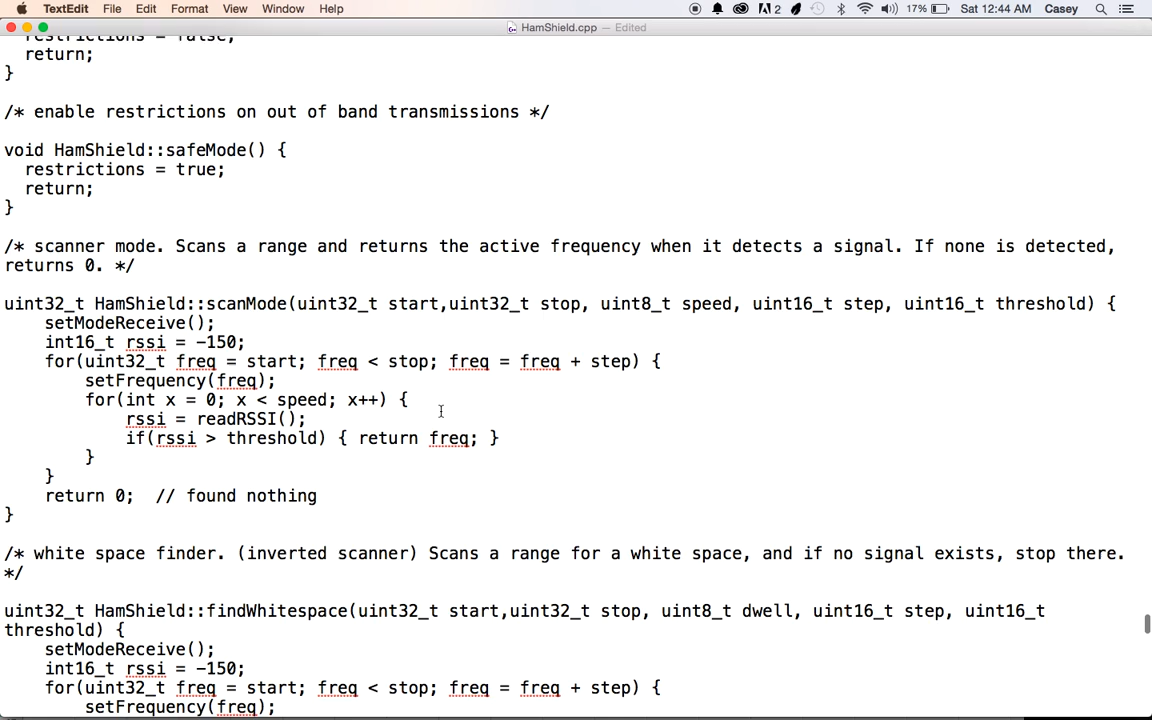 TextEdit File Edit Format View Window Help 2 17% Sat 12:44 AM Casey
HamShield.cpp — Edited
restrictions = false;
return;
}
/* enable restrictions on out of band transmissions */
void HamShield::safeMode() {
restrictions = true;
return;
}
/* scanner mode. Scans a range and returns the active frequency when it detects a signal. If none is detected,
returns 0. */
uint32_t HamShield::scanMode(uint32_t start,uint32_t stop, uint8_t speed, uint16_t step, uint16_t threshold) {
setModeReceive();
int16_t rssi = -150;
for(uint32_t freq = start; freq < stop; freq = freq + step) {
setFrequency(freq);
for(int x = 0; x < speed; x++) {
rssi = readRSSI();
if(rssi > threshold) { return freq; }
}
}
return 0;  // found nothing
}
/* white space finder. (inverted scanner) Scans a range for a white space, and if no signal exists, stop there.
*/
uint32_t HamShield::findWhitespace(uint32_t start,uint32_t stop, uint8_t dwell, uint16_t step, uint16_t
threshold) {
setModeReceive();
int16_t rssi = -150;
for(uint32_t freq = start; freq < stop; freq = freq + step) {
setFrequency(freq);